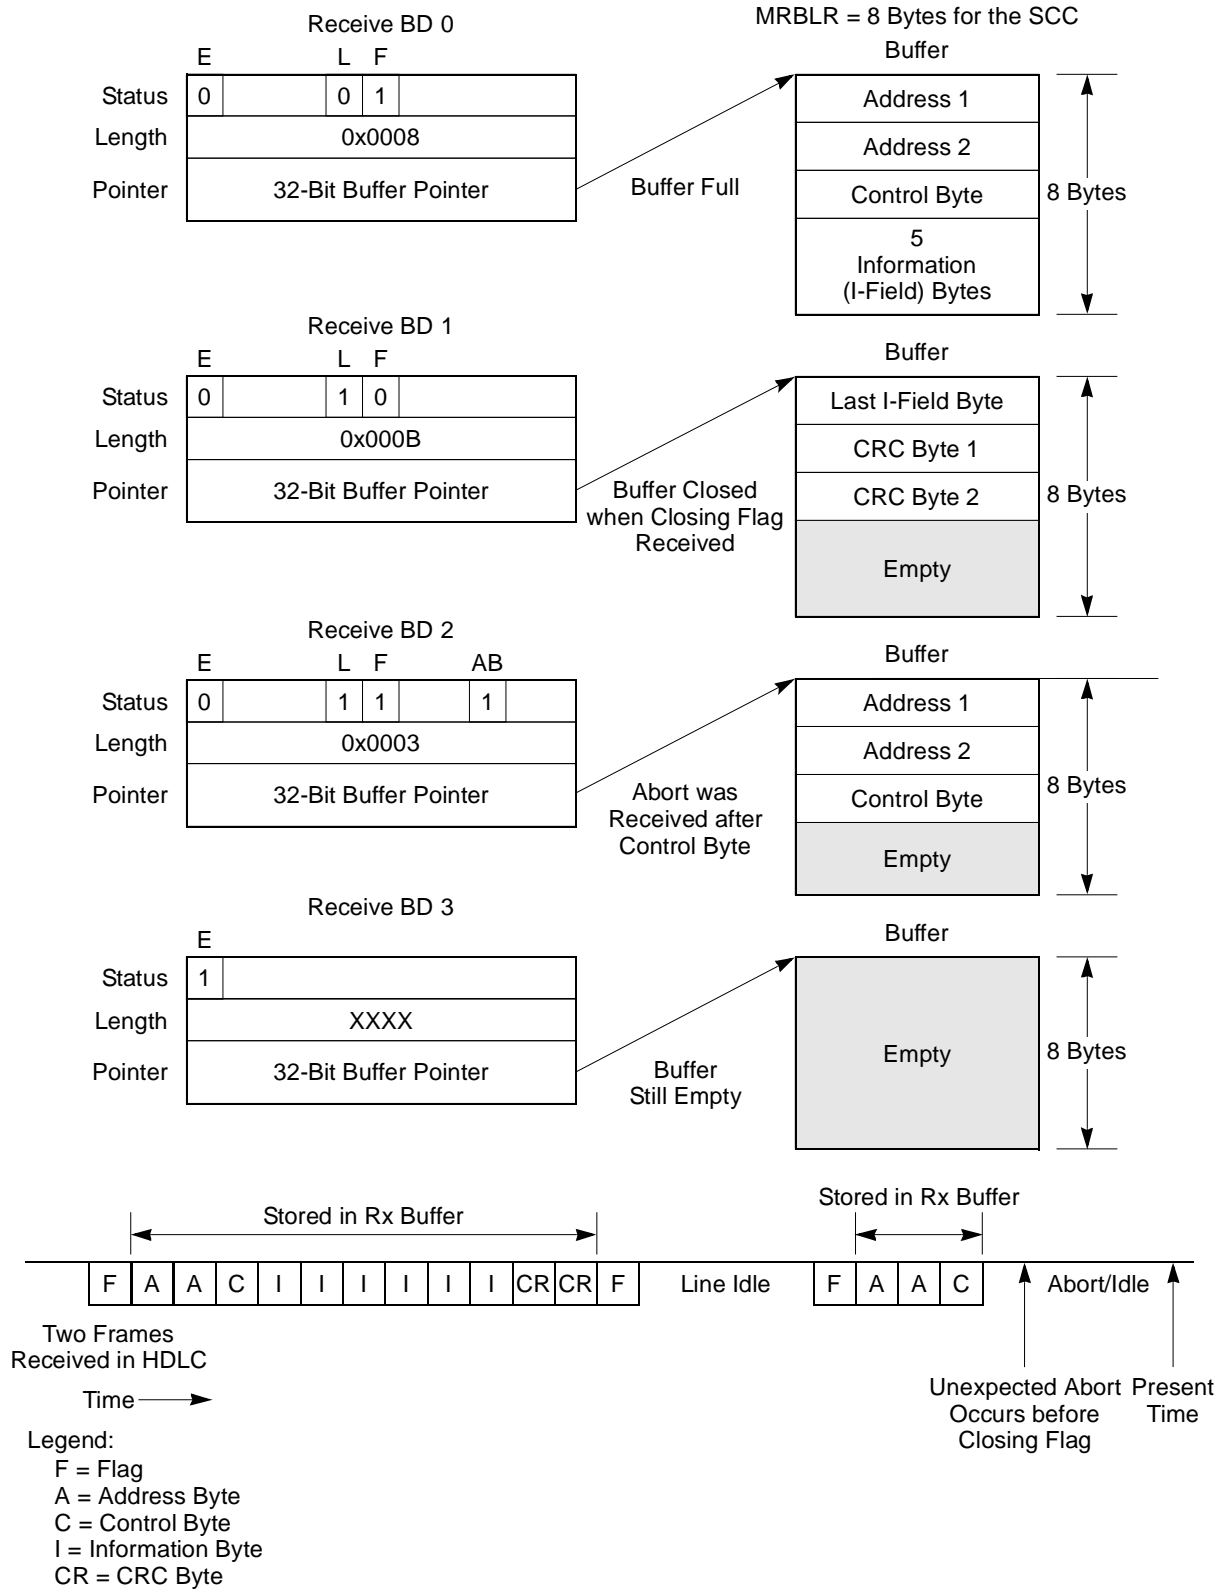 MRBLR = 8 Bytes for the SCC
Receive BD 0
Buffer
E L F
Status 0 0 1
Length 0x0008
Pointer 32-Bit Buffer Pointer
Buffer Full
Address 1
Address 2
Control Byte
5
Information
(I-Field) Bytes
8 Bytes
Receive BD 1
Buffer
E L F
Status 0 1 0
Length 0x000B
Pointer 32-Bit Buffer Pointer
Buffer Closed
when Closing Flag
Received
Last I-Field Byte
CRC Byte 1
CRC Byte 2
Empty
8 Bytes
Receive BD 2
Buffer
E L F AB
Status 0 1 1 1
Length 0x0003
Pointer 32-Bit Buffer Pointer
Abort was
Received after
Control Byte
Address 1
Address 2
Control Byte
Empty
8 Bytes
Receive BD 3
Buffer
E
Status 1
Length XXXX
Pointer 32-Bit Buffer Pointer
Buffer
Still Empty
Empty
8 Bytes
Stored in Rx Buffer
Stored in Rx Buffer
F A A C I I I I I I CR CR F Line Idle F A A C Abort/Idle
Two Frames
Received in HDLC
Time
Unexpected Abort
Occurs before
Closing Flag
Present
Time
Legend:
F = Flag
A = Address Byte
C = Control Byte
I = Information Byte
CR = CRC Byte